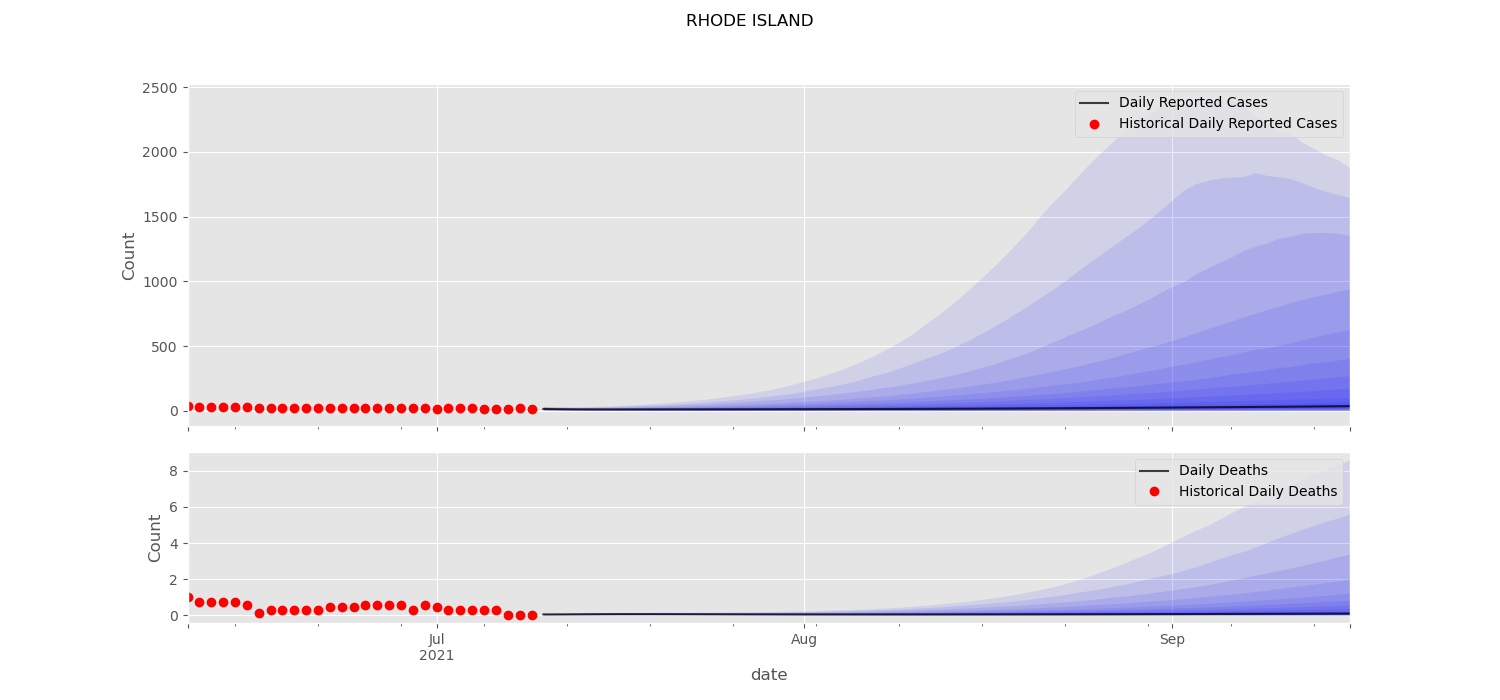 RHODE ISLAND
2500
2000
1500
1000
500
0
Count
Daily Reported Cases
Historical Daily Reported Cases
8
6
4
2
0
Count
Daily Deaths
Historical Daily Deaths
Jul
2021
Aug
Sep
date